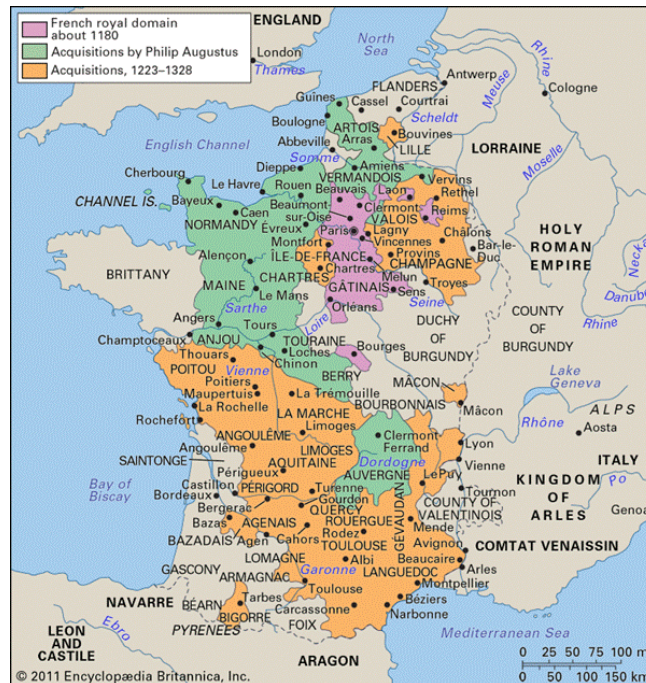 French royal domain
about 1180
Acquisitions by Philip Augustus
Acquisitions, 1223–1328
ENGLAND
London
Thames
North
Sea
Antwerp
Rhine
Meuse
Cologne
FLANDERS
Guînes
Cassel
Courtrai
Scheldt
Boulogne
ARTOIS
Bouvines
English Channel
Arras
LILLE
LORRAINE
Abbeville
Somme
Moselle
Dieppe
Amiens
Vervins
Cherbourg
VERMANDOIS
Rethel
Le Havre
Rouen
Beauvais
Laon
CHANNEL IS.
Bayeux
Beaumont-
sur-Oise
Clermont
Reims
Caen
VALOIS
NORMANDY
Évreux
Paris
Lagny
Châlons
HOLY
ROMAN
EMPIRE
Montfort
Vincennes
Bar-le-
Duc
Neckar
Alençon
ÎLE-DE-FRANCE
Provins
CHAMPAGNE
BRITTANY
Chartres
Melun
CHARTRES
Troyes
MAINE
GÂTINAIS
Sens
Le Mans
Seine
Danube
Sarthe
Orléans
Rhine
Angers
Loire
DUCHY
OF
BURGUNDY
COUNTY
OF
BURGUNDY
Tours
Champtoceaux
ANJOU
TOURAINE
Bourges
Thouars
Loches
Chinon
POITOU
Vienne
BERRY
Lake
Geneva
Poitiers
MÂCON
Maupertuis
La Trémouille
BOURBONNAIS
La Rochelle
Mâcon
Rhône
ALPS
Rochefort
LA MARCHE
Aosta
Limoges
ANGOULÊME
Clermont-
Ferrand
Lyon
Angoulême
LIMOGES
ITALY
SAINTONGE
AQUITAINE
Dordogne
Vienne
Po
Périgueux
AUVERGNE
LePuy
KINGDOM
OF
ARLES
Bay of
Biscay
Castillon
PÉRIGORD
Turenne
Tournon
Bordeaux
Gourdon
COUNTY OF
VALENTINOIS
Bergerac
QUERCY
GÉVAUDAN
Genoa
Bazas
AGENAIS
ROUERGUE
Mende
Rodez
BAZADAIS
Agen
Cahors
TOULOUSE
Avignon
COMTAT VENAISSIN
LOMAGNE
Albi
Beaucaire
GASCONY
LANGUEDOC
Arles
ARMAGNAC
Garonne
Montpellier
Toulouse
NAVARRE
Tarbes
Béziers
BÉARN
BIGORRE
Carcassonne
Narbonne
FOIX
PYRENEES
Mediterranean Sea
LEON
AND
CASTILE
Ebro
ARAGON
0 25 50 75 100 mi
0 50 100 150 km
© 2011 Encyclopædia Britannica, Inc.